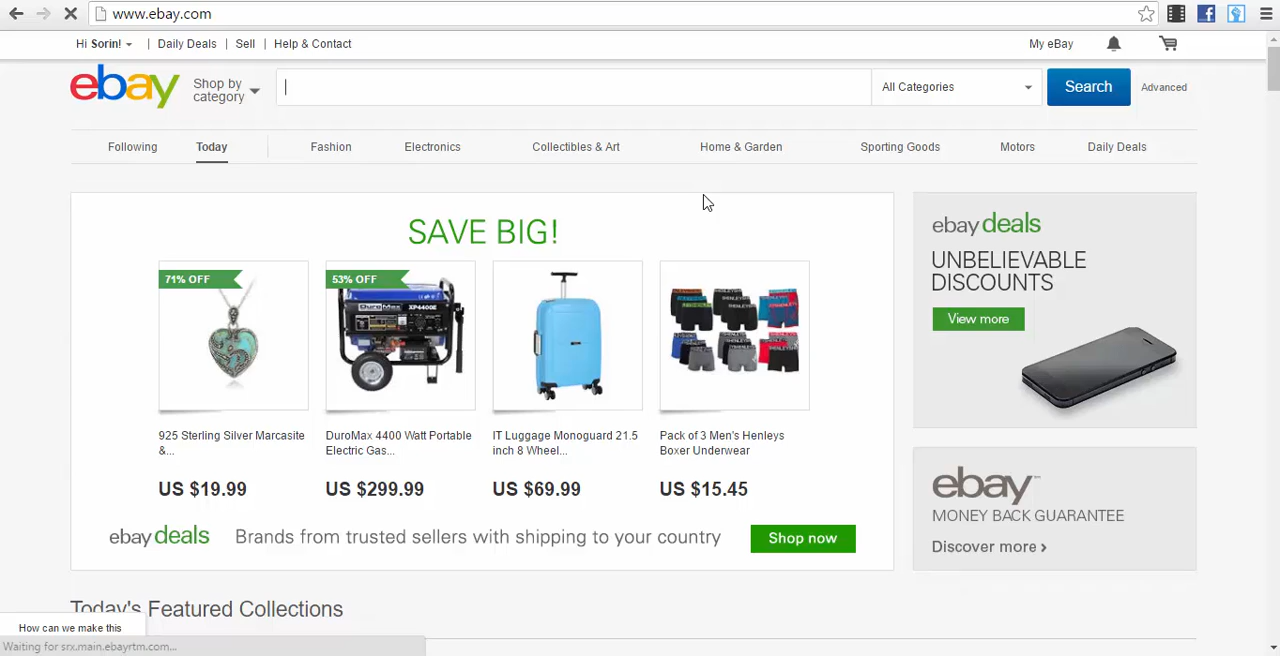 www.ebay.com
Hi Sorin! | Daily Deals | Sell | Help & Contact My eBay
ebay Shop by category All Categories Search Advanced
Following Today Fashion Electronics Collectibles & Art Home & Garden Sporting Goods Motors Daily Deals
SAVE BIG!
71% OFF 53% OFF
925 Sterling Silver Marcasite
&...
US $19.99
DuroMax XP4400E
DuroMax 4400 Watt Portable
Electric Gas...
US $299.99
IT Luggage Monoguard 21.5
inch 8 Wheel...
US $69.99
Pack of 3 Men's Henleys
Boxer Underwear
US $15.45
ebay deals Brands from trusted sellers with shipping to your country Shop now
ebay deals
UNBELIEVABLE
DISCOUNTS
View more
ebay™
MONEY BACK GUARANTEE
Discover more ›
Today's Featured Collections
How can we make this
Waiting for srx.main.ebayrtm.com...